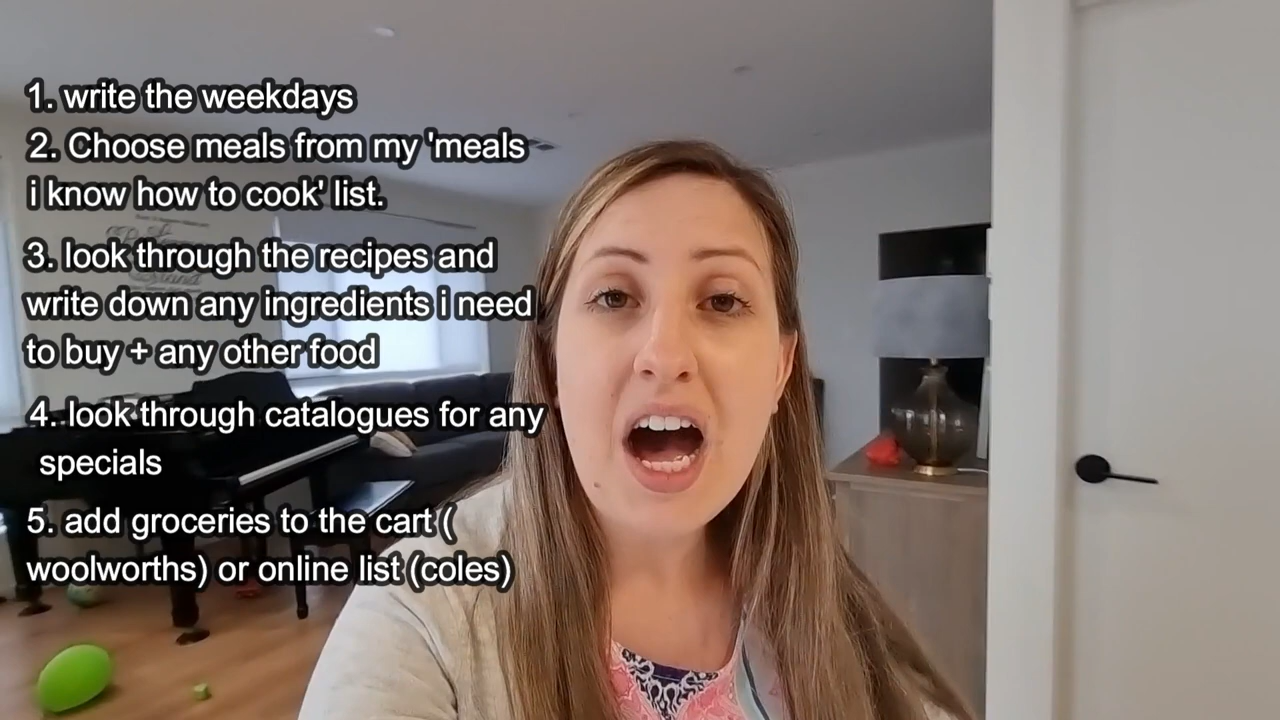 1. write the weekdays
2. Choose meals from my 'meals
i know how to cook' list.
3. look through the recipes and
write down any ingredients i need
to buy + any other food
4. look through catalogues for any
specials
5. add groceries to the cart (
woolworths) or online list (coles)